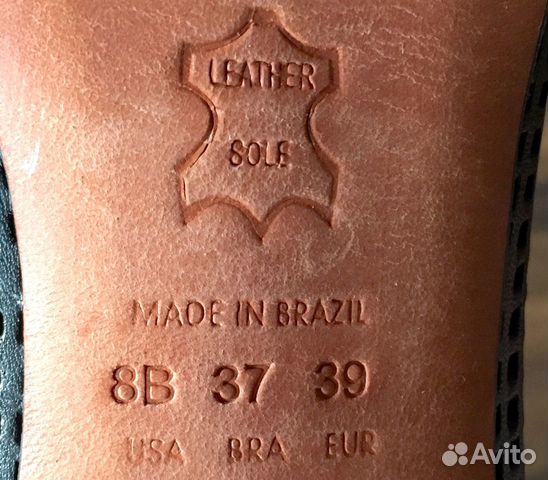 LEATHER
SOLE
MADE IN BRAZIL
8B 37 39
USA BRA EUR
Avito